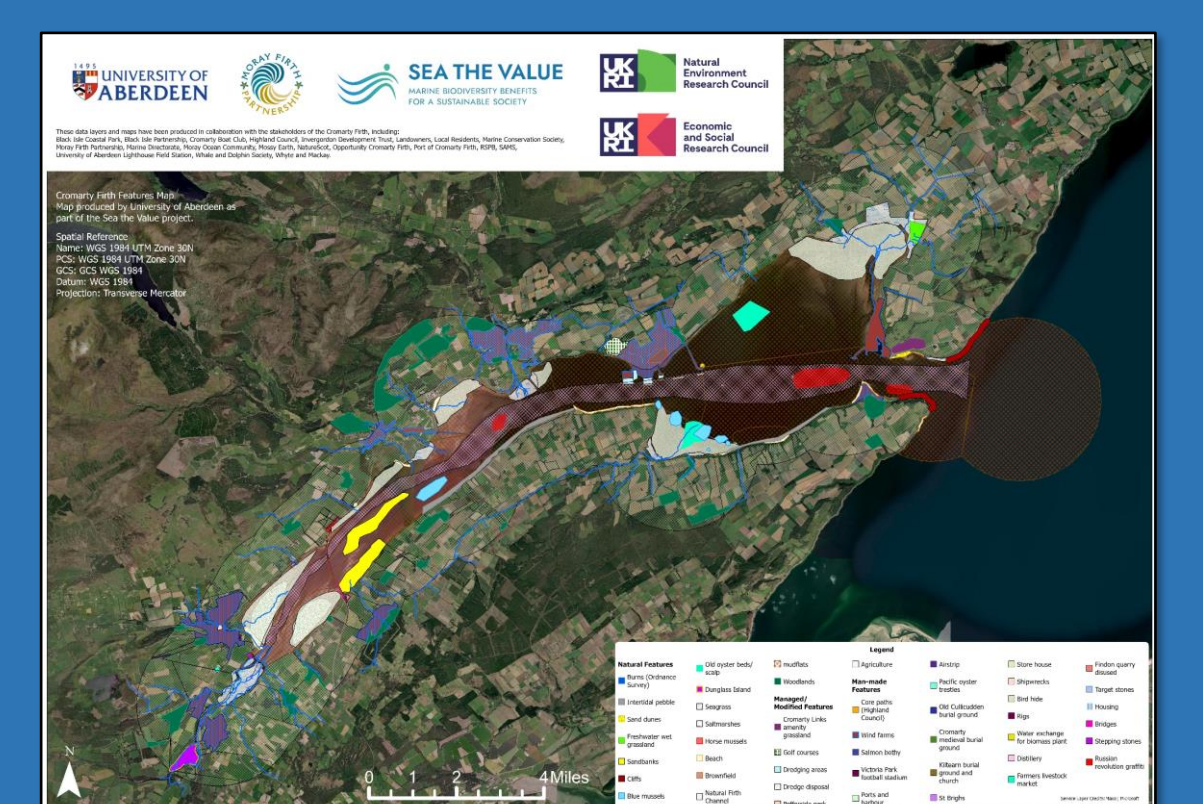 1495
UNIVERSITY OF
ABERDEEN
MORAY FIRTH
PARTNERSHIP
SEA THE VALUE
MARINE BIODIVERSITY BENEFITS
FOR A SUSTAINABLE SOCIETY
UKRI
Natural
Environment
Research Council
UKRI
Economic
and Social
Research Council
These data layers and maps have been produced in collaboration with the stakeholders of the Cromarty Firth, including:
Black Isle Coastal Park, Black Isle Partnership, Cromarty Boat Club, Highland Council, Invergordon Development Trust, Landowners, Local Residents, Marine Conservation Society,
Moray Firth Partnership, Marine Directorate, Moray Ocean Community, Mossy Earth, NatureScot, Opportunity Cromarty Firth, Port of Cromarty Firth, RSPB, SAMS,
University of Aberdeen Lighthouse Field Station, Whale and Dolphin Society, Whyte and Mackay.
Cromarty Firth Features Map
Map produced by University of Aberdeen as
part of the Sea the Value project.
Spatial Reference
Name: WGS 1984 UTM Zone 30N
PCS: WGS 1984 UTM Zone 30N
GCS: GCS WGS 1984
Datum: WGS 1984
Projection: Transverse Mercator
N
0 1 2 4 Miles
Legend
Natural Features
Burns (Ordnance
Survey)
Intertidal pebble
Sand dunes
Freshwater wet
grassland
Sandbanks
Cliffs
Blue mussels
Old oyster beds/
scalp
Dunglass Island
Seagrass
Saltmarshes
Horse mussels
Beach
Brownfield
Natural Firth
Channel
mudflats
Woodlands
Managed/
Modified Features
Cromarty Links
amenity
grassland
Golf courses
Dredging areas
Dredge disposal
Agriculture
Man-made
Features
Core paths
(Highland
Council)
Wind farms
Salmon bothy
Victoria Park
football stadium
Ports and
harbour
Airstrip
Pacific oyster
trestles
Old Cullicudden
burial ground
Cromarty
medieval burial
ground
Kiltearn burial
ground and
church
St Brighs
Store house
Shipwrecks
Bird hide
Rigs
Water exchange
for biomass plant
Distillery
Farmers livestock
market
Findon quarry
disused
Target stones
Housing
Bridges
Stepping stones
Russian
revolution graffiti